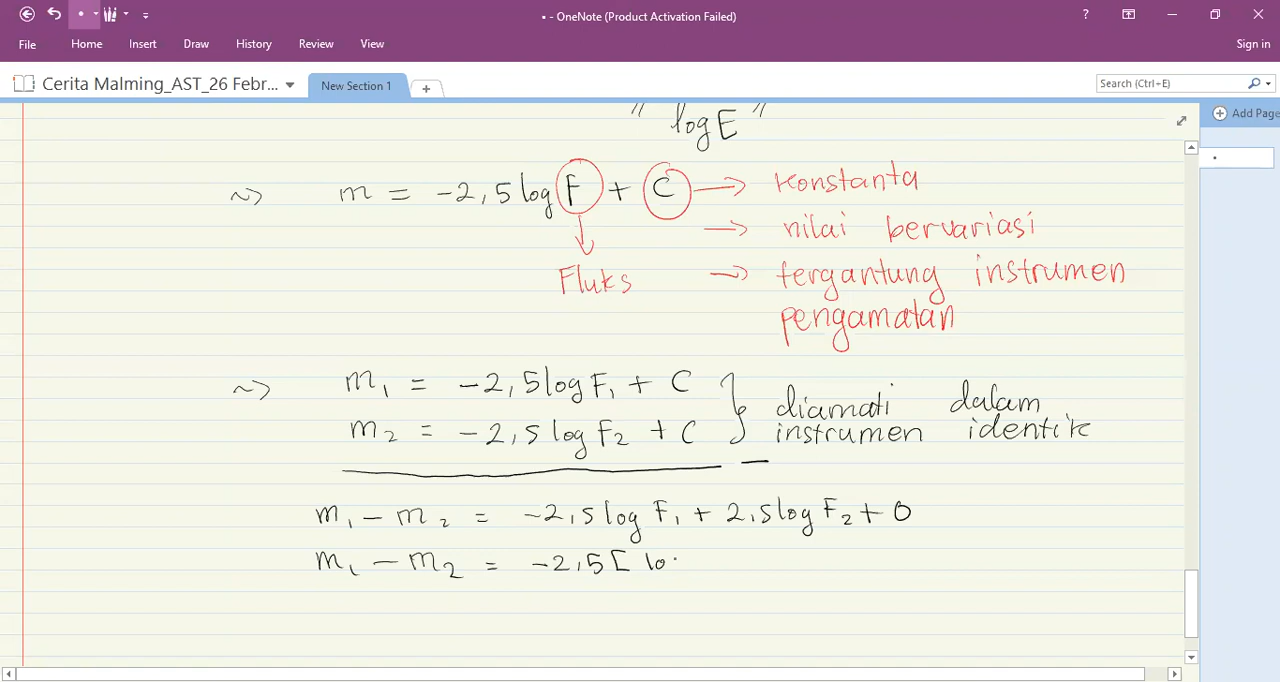 • - OneNote (Product Activation Failed)
?
File Home Insert Draw History Review View Sign in
Cerita Malming_AST_26 Febr... New Section 1 + Search (Ctrl+E)
Add Page
" log E "
~> m = -2,5 log F + C → Konstanta
→ nilai bervariasi
Fluks → tergantung instrumen
pengamatan
~> m₁ = -2,5 log F₁ + C } diamati dalam
m₂ = -2,5 log F₂ + C instrumen identik
m₁ - m₂ = -2,5 log F₁ + 2,5 log F₂ + 0
m₁ - m₂ = -2,5 [ lo